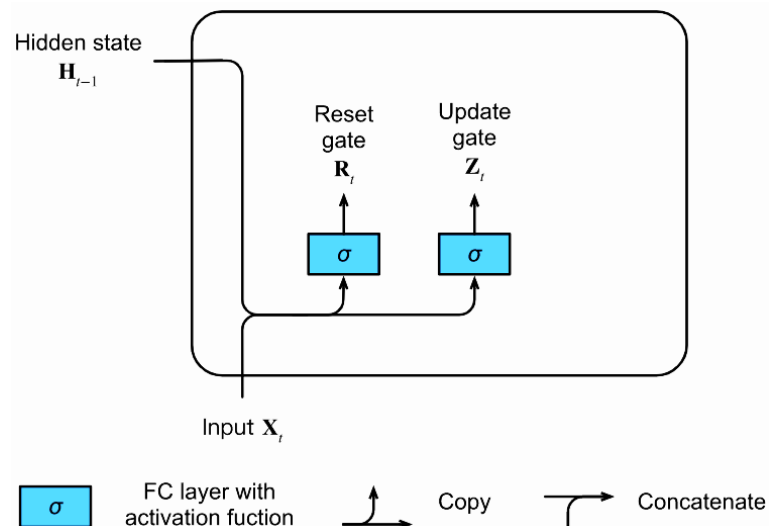 Hidden state
H_{t−1}
Reset
gate
R_t
Update
gate
Z_t
σ
σ
Input X_t
σ
FC layer with
activation fuction
Copy
Concatenate